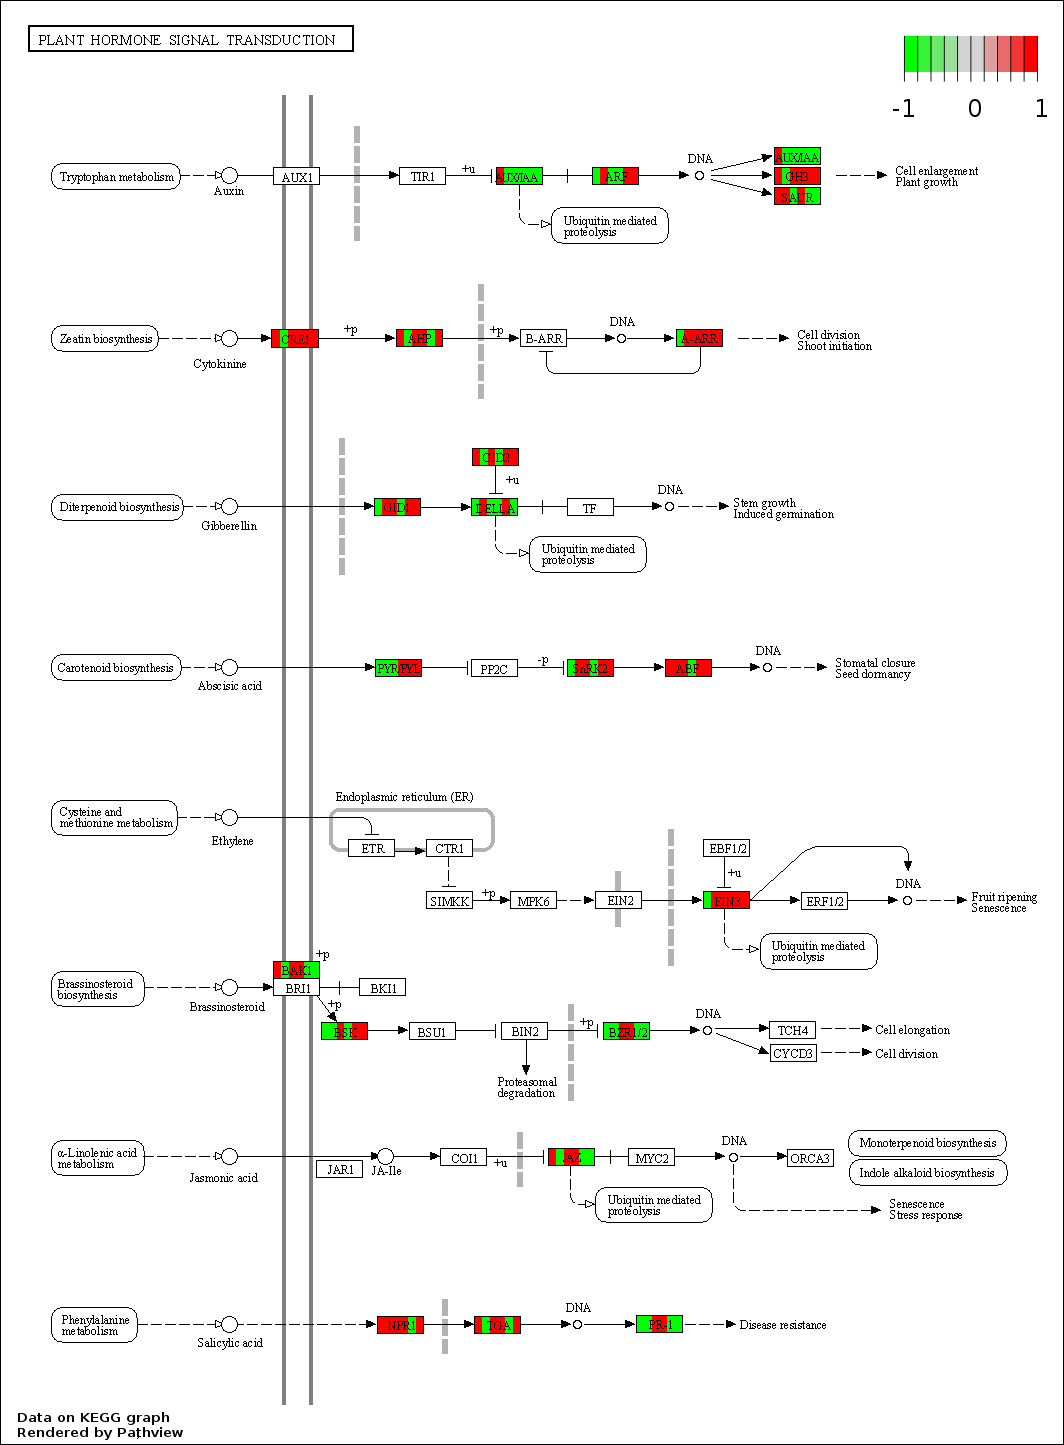 PLANT HORMONE SIGNAL TRANSDUCTION
-1 0 1
Tryptophan metabolism
Auxin
AUX1
TIR1
+u
AUX/IAA
ARF
DNA
AUX/IAA
GH3
SAUR
Cell enlargement
Plant growth
Ubiquitin mediated
proteolysis
Zeatin biosynthesis
Cytokinine
CRE1
+p
AHP
+p
B-ARR
DNA
A-ARR
Cell division
Shoot initiation
GID2
+u
Diterpenoid biosynthesis
Gibberellin
GID1
DELLA
TF
DNA
Stem growth
Induced germination
Ubiquitin mediated
proteolysis
Carotenoid biosynthesis
Abscisic acid
PYR/PYL
PP2C
-p
SnRK2
ABF
DNA
Stomatal closure
Seed dormancy
Endoplasmic reticulum (ER)
Cysteine and
methionine metabolism
Ethylene
ETR
CTR1
EBF1/2
+u
SIMKK
+p
MPK6
EIN2
EIN3
ERF1/2
DNA
Fruit ripening
Senescence
Ubiquitin mediated
proteolysis
Brassinosteroid
biosynthesis
Brassinosteroid
BAK1
+p
BRI1
BKI1
+p
BSK
BSU1
BIN2
+p
BZR1/2
DNA
TCH4
Cell elongation
CYCD3
Cell division
Proteasomal
degradation
α-Linolenic acid
metabolism
Jasmonic acid
JAR1
JA-Ile
COI1
+u
JAZ
MYC2
DNA
ORCA3
Monoterpenoid biosynthesis
Indole alkaloid biosynthesis
Ubiquitin mediated
proteolysis
Senescence
Stress response
Phenylalanine
metabolism
Salicylic acid
NPR1
TGA
DNA
PR-1
Disease resistance
Data on KEGG graph
Rendered by Pathview